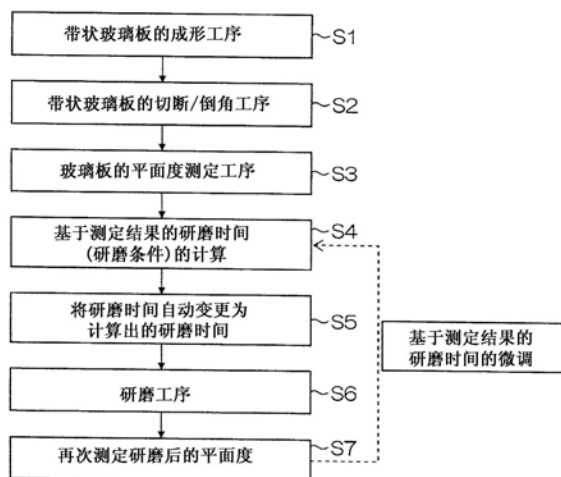 带状玻璃板的成形工序
S1
带状玻璃板的切断/倒角工序
S2
玻璃板的平面度测定工序
S3
基于测定结果的研磨时间
(研磨条件)的计算
S4
将研磨时间自动变更为
计算出的研磨时间
S5
基于测定结果的
研磨时间的微调
研磨工序
S6
再次测定研磨后的平面度
S7